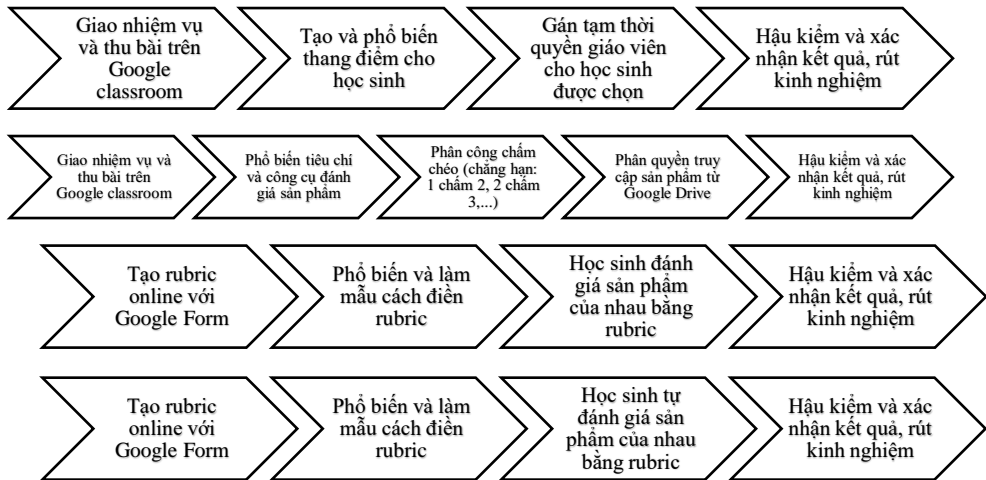 Giao nhiệm vụ
và thu bài trên
Google
classroom
Tạo và phổ biến
thang điểm cho
học sinh
Gán tạm thời
quyền giáo viên
cho học sinh
được chọn
Hậu kiểm và xác
nhận kết quả, rút
kinh nghiệm
Giao nhiệm vụ và
thu bài trên
Google classroom
Phổ biến tiêu chí
và công cụ đánh
giá sản phẩm
Phân công chấm
chéo (chẳng hạn:
1 chấm 2, 2 chấm
3,...)
Phân quyền truy
cập sản phẩm từ
Google Drive
Hậu kiểm và xác
nhận kết quả, rút
kinh nghiệm
Tạo rubric
online với
Google Form
Phổ biến và làm
mẫu cách điền
rubric
Học sinh đánh
giá sản phẩm
của nhau bằng
rubric
Hậu kiểm và xác
nhận kết quả, rút
kinh nghiệm
Tạo rubric
online với
Google Form
Phổ biến và làm
mẫu cách điền
rubric
Học sinh tự
đánh giá sản
phẩm của nhau
bằng rubric
Hậu kiểm và xác
nhận kết quả, rút
kinh nghiệm